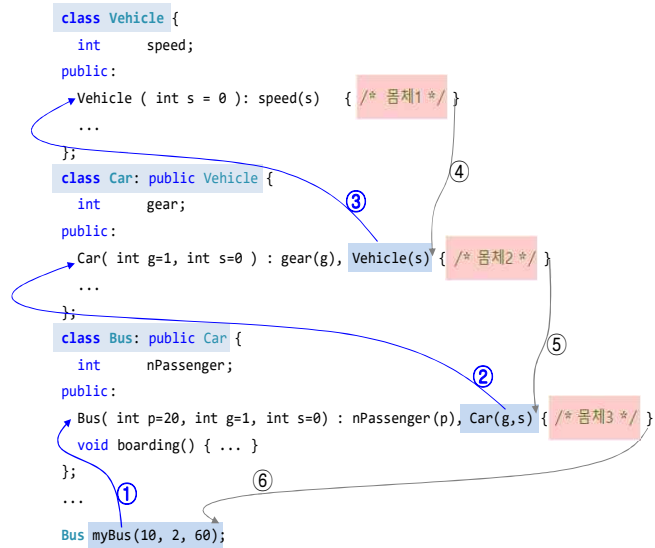 class Vehicle {
int speed;
public:
Vehicle ( int s = 0 ): speed(s) { /* 몸체1 */ }
...
};
④
class Car: public Vehicle {
③
int gear;
public:
Car( int g=1, int s=0 ) : gear(g), Vehicle(s) { /* 몸체2 */ }
...
};
class Bus: public Car {
⑤
int nPassenger;
②
public:
Bus( int p=20, int g=1, int s=0) : nPassenger(p), Car(g,s) { /* 몸체3 */ }
void boarding() { ... }
};
⑥
...
①
Bus myBus(10, 2, 60);